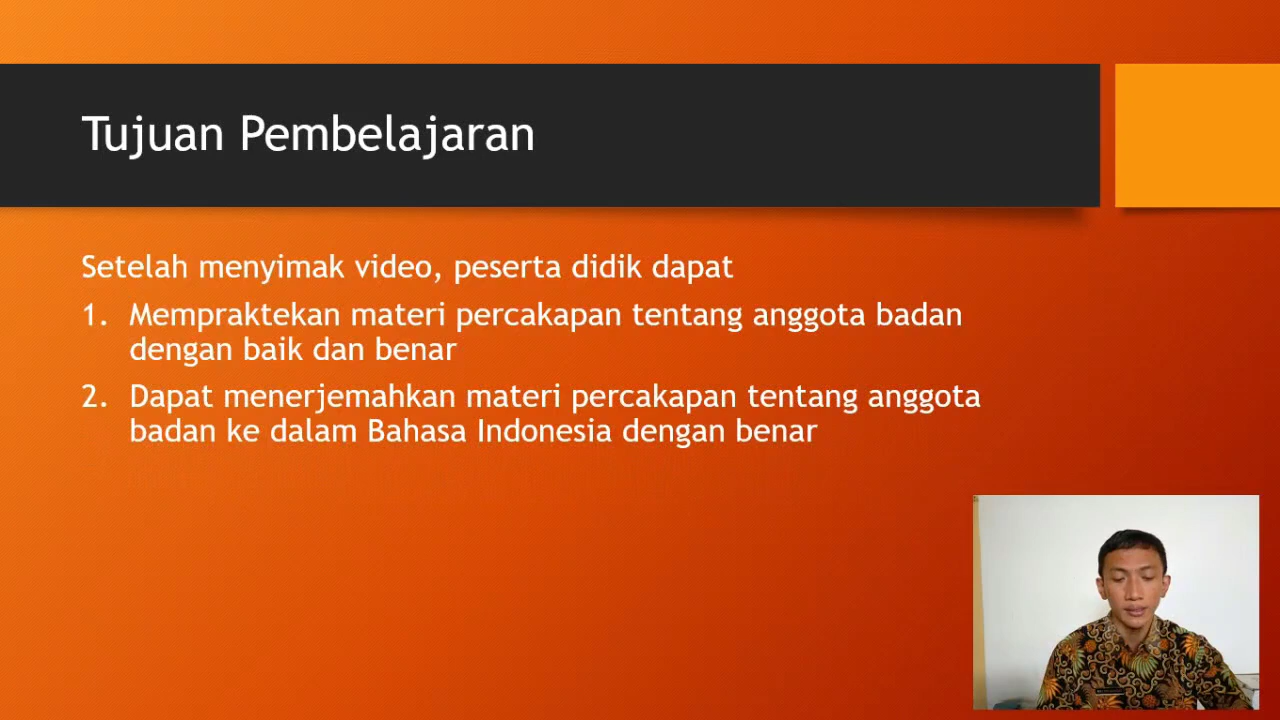 Tujuan Pembelajaran
Setelah menyimak video, peserta didik dapat
1. Mempraktekan materi percakapan tentang anggota badan
dengan baik dan benar
2. Dapat menerjemahkan materi percakapan tentang anggota
badan ke dalam Bahasa Indonesia dengan benar